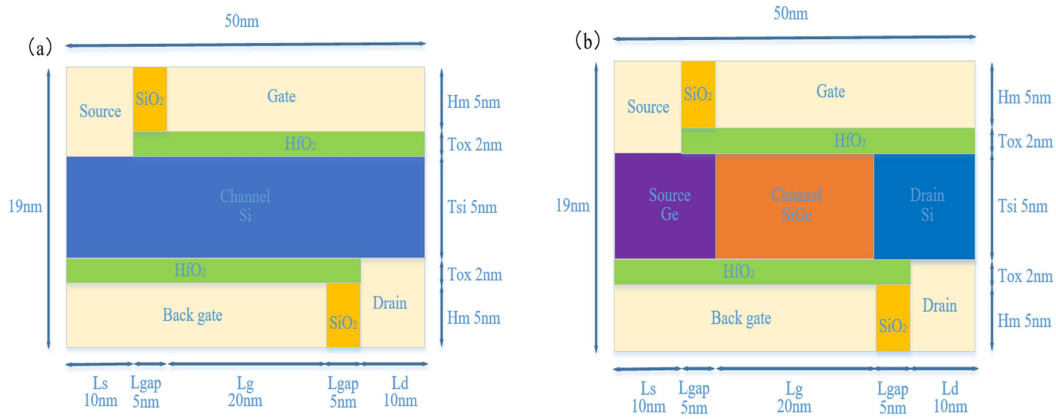 50nm
(a)
SiO₂
Gate
Source
HfO₂
Channel
Si
HfO₂
Back gate
SiO₂
Drain
19nm
Hm 5nm
Tox 2nm
Tsi 5nm
Tox 2nm
Hm 5nm
Ls
10nm
Lgap
5nm
Lg
20nm
Lgap
5nm
Ld
10nm
50nm
(b)
SiO₂
Gate
Source
HfO₂
Source
Ge
Channel
SiGe
Drain
Si
HfO₂
Back gate
SiO₂
Drain
19nm
Hm 5nm
Tox 2nm
Tsi 5nm
Tox 2nm
Hm 5nm
Ls
10nm
Lgap
5nm
Lg
20nm
Lgap
5nm
Ld
10nm